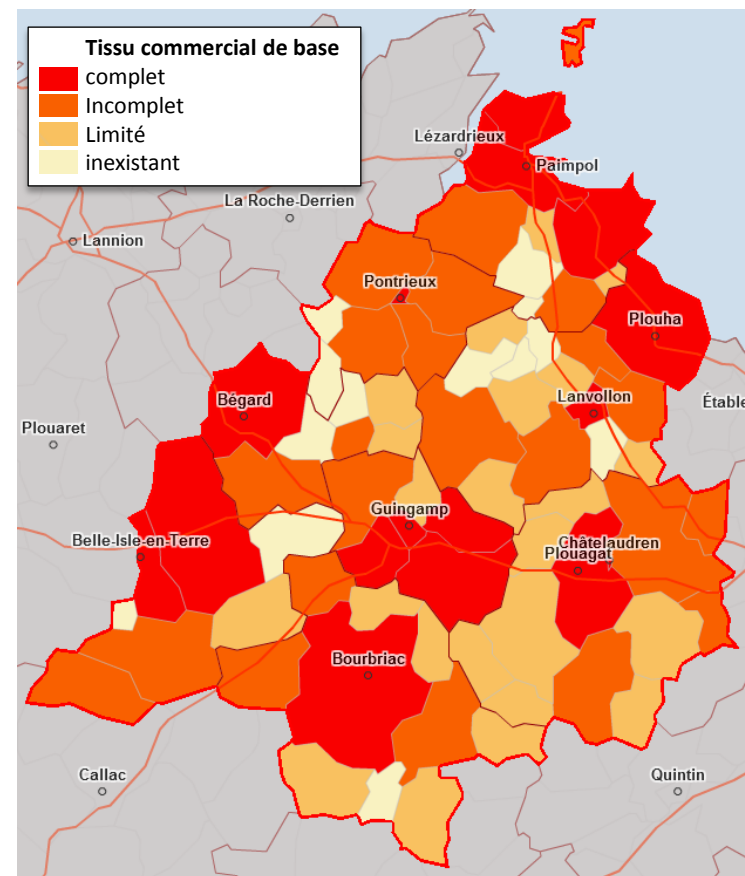 Tissu commercial de base
complet
Incomplet
Limité
inexistant
Lézardrieux
Paimpol
La Roche-Derrien
Lannion
Pontrieux
Plouha
Bégard
Lanvollon
Étable
Plouaret
Guingamp
Belle-Isle-en-Terre
Châtelaudren
Plouagat
Bourbriac
Callac
Quintin